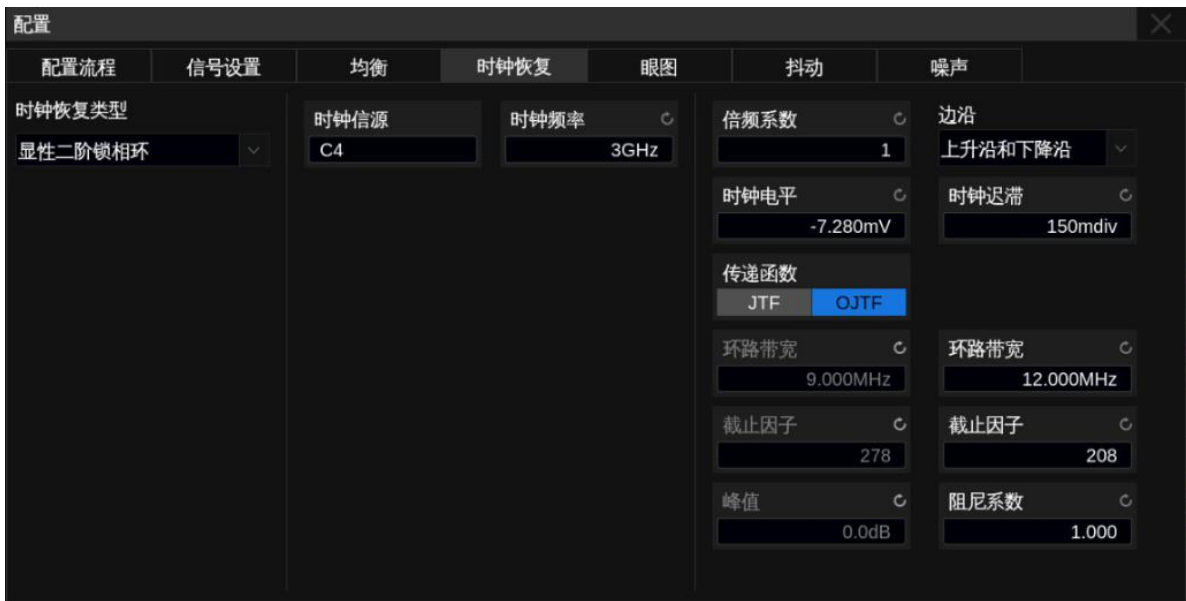 配置
配置流程 信号设置 均衡 时钟恢复 眼图 抖动 噪声
时钟恢复类型
显性二阶锁相环
时钟信源 时钟频率
C4 3GHz
倍频系数 边沿
1 上升沿和下降沿
时钟电平 时钟迟滞
-7.280mV 150mdiv
传递函数
JTF OJTF
环路带宽 环路带宽
9.000MHz 12.000MHz
截止因子 截止因子
278 208
峰值 阻尼系数
0.0dB 1.000